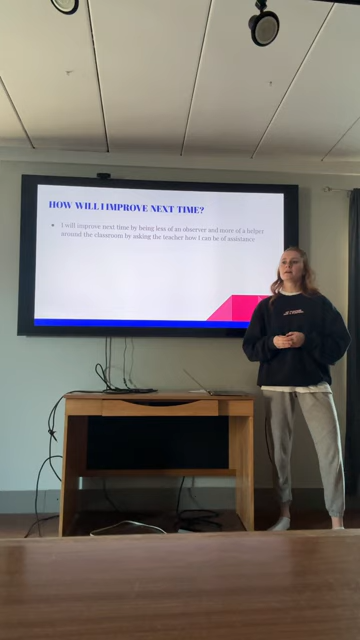 HOW WILL I IMPROVE NEXT TIME?
I will improve next time by being less of an observer and more of a helper
around the classroom by asking the teacher how I can be of assistance